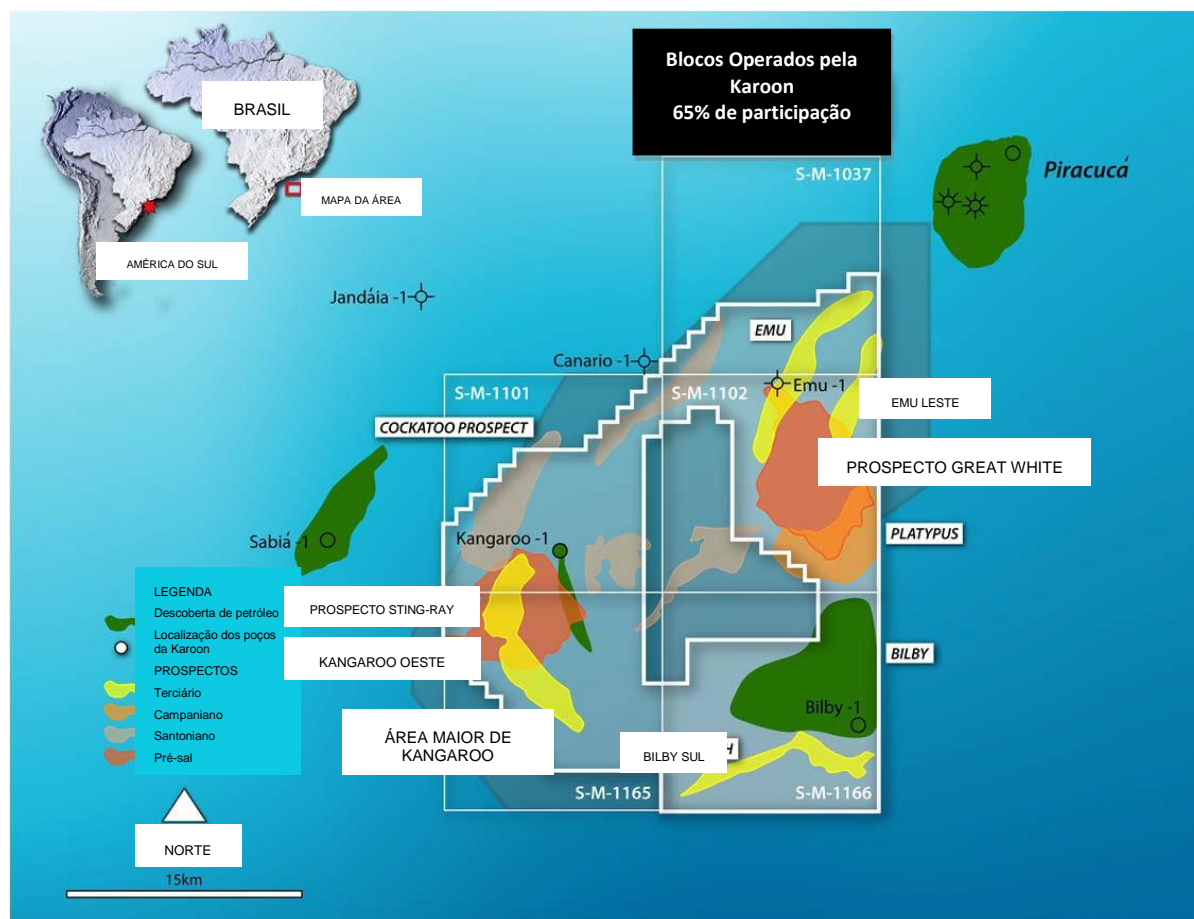 Blocos Operados pela
Karoon
65% de participação
BRASIL
MAPA DA ÁREA
AMÉRICA DO SUL
S-M-1037
Piracucá
Jandáia -1
EMU
Canario -1
S-M-1101
S-M-1102
Emu -1
EMU LESTE
COCKATOO PROSPECT
PROSPECTO GREAT WHITE
Sabiá -1
Kangaroo -1
PLATYPUS
LEGENDA
Descoberta de petróleo
Localização dos poços
da Karoon
PROSPECTOS
Terciário
Campaniano
Santoniano
Pré-sal
PROSPECTO STING-RAY
KANGAROO OESTE
BILBY
ÁREA MAIOR DE
KANGAROO
Bilby -1
BILBY SUL
H
S-M-1165
S-M-1166
NORTE
15km